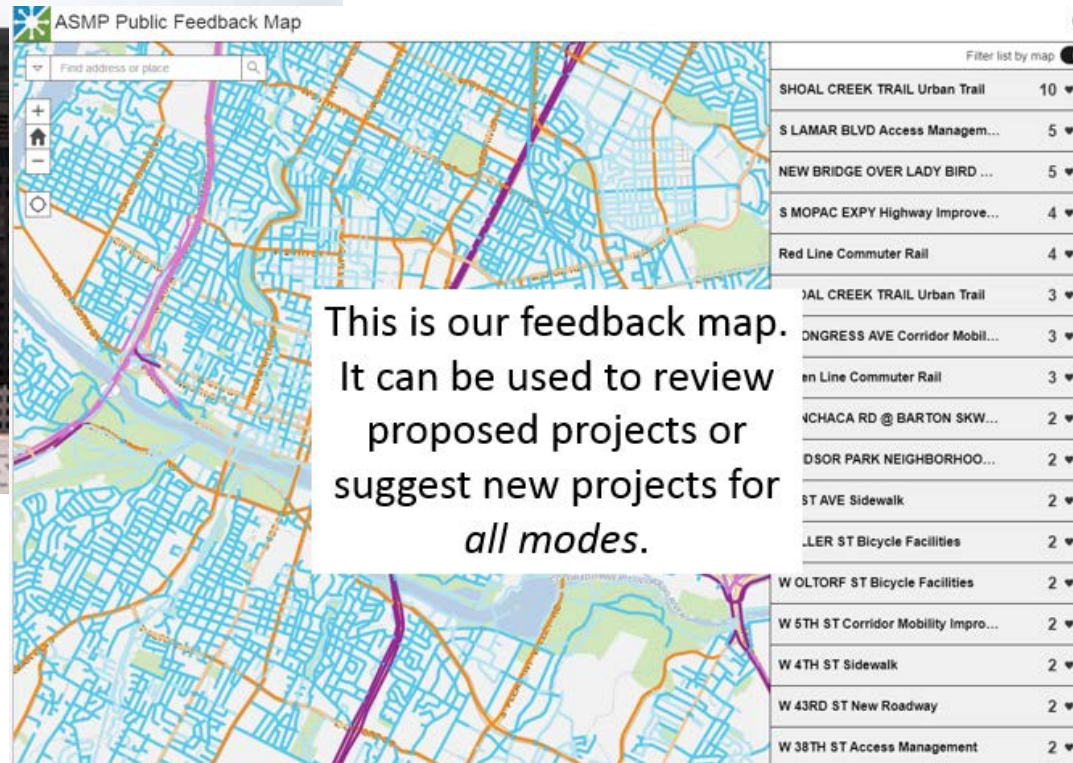 ASMP Public Feedback Map
Find address or place
Filter list by map
SHOAL CREEK TRAIL Urban Trail 10
S LAMAR BLVD Access Managem... 5
NEW BRIDGE OVER LADY BIRD ... 5
S MOPAC EXPY Highway Improve... 4
Red Line Commuter Rail 4
OAL CREEK TRAIL Urban Trail 3
ONGRESS AVE Corridor Mobil... 3
en Line Commuter Rail 3
NCHACA RD @ BARTON SKW... 2
DSOR PARK NEIGHBORHOO... 2
ST AVE Sidewalk 2
LLER ST Bicycle Facilities 2
W OLTORF ST Bicycle Facilities 2
W 5TH ST Corridor Mobility Impro... 2
W 4TH ST Sidewalk 2
W 43RD ST New Roadway 2
W 38TH ST Access Management 2
This is our feedback map.
It can be used to review
proposed projects or
suggest new projects for
all modes.